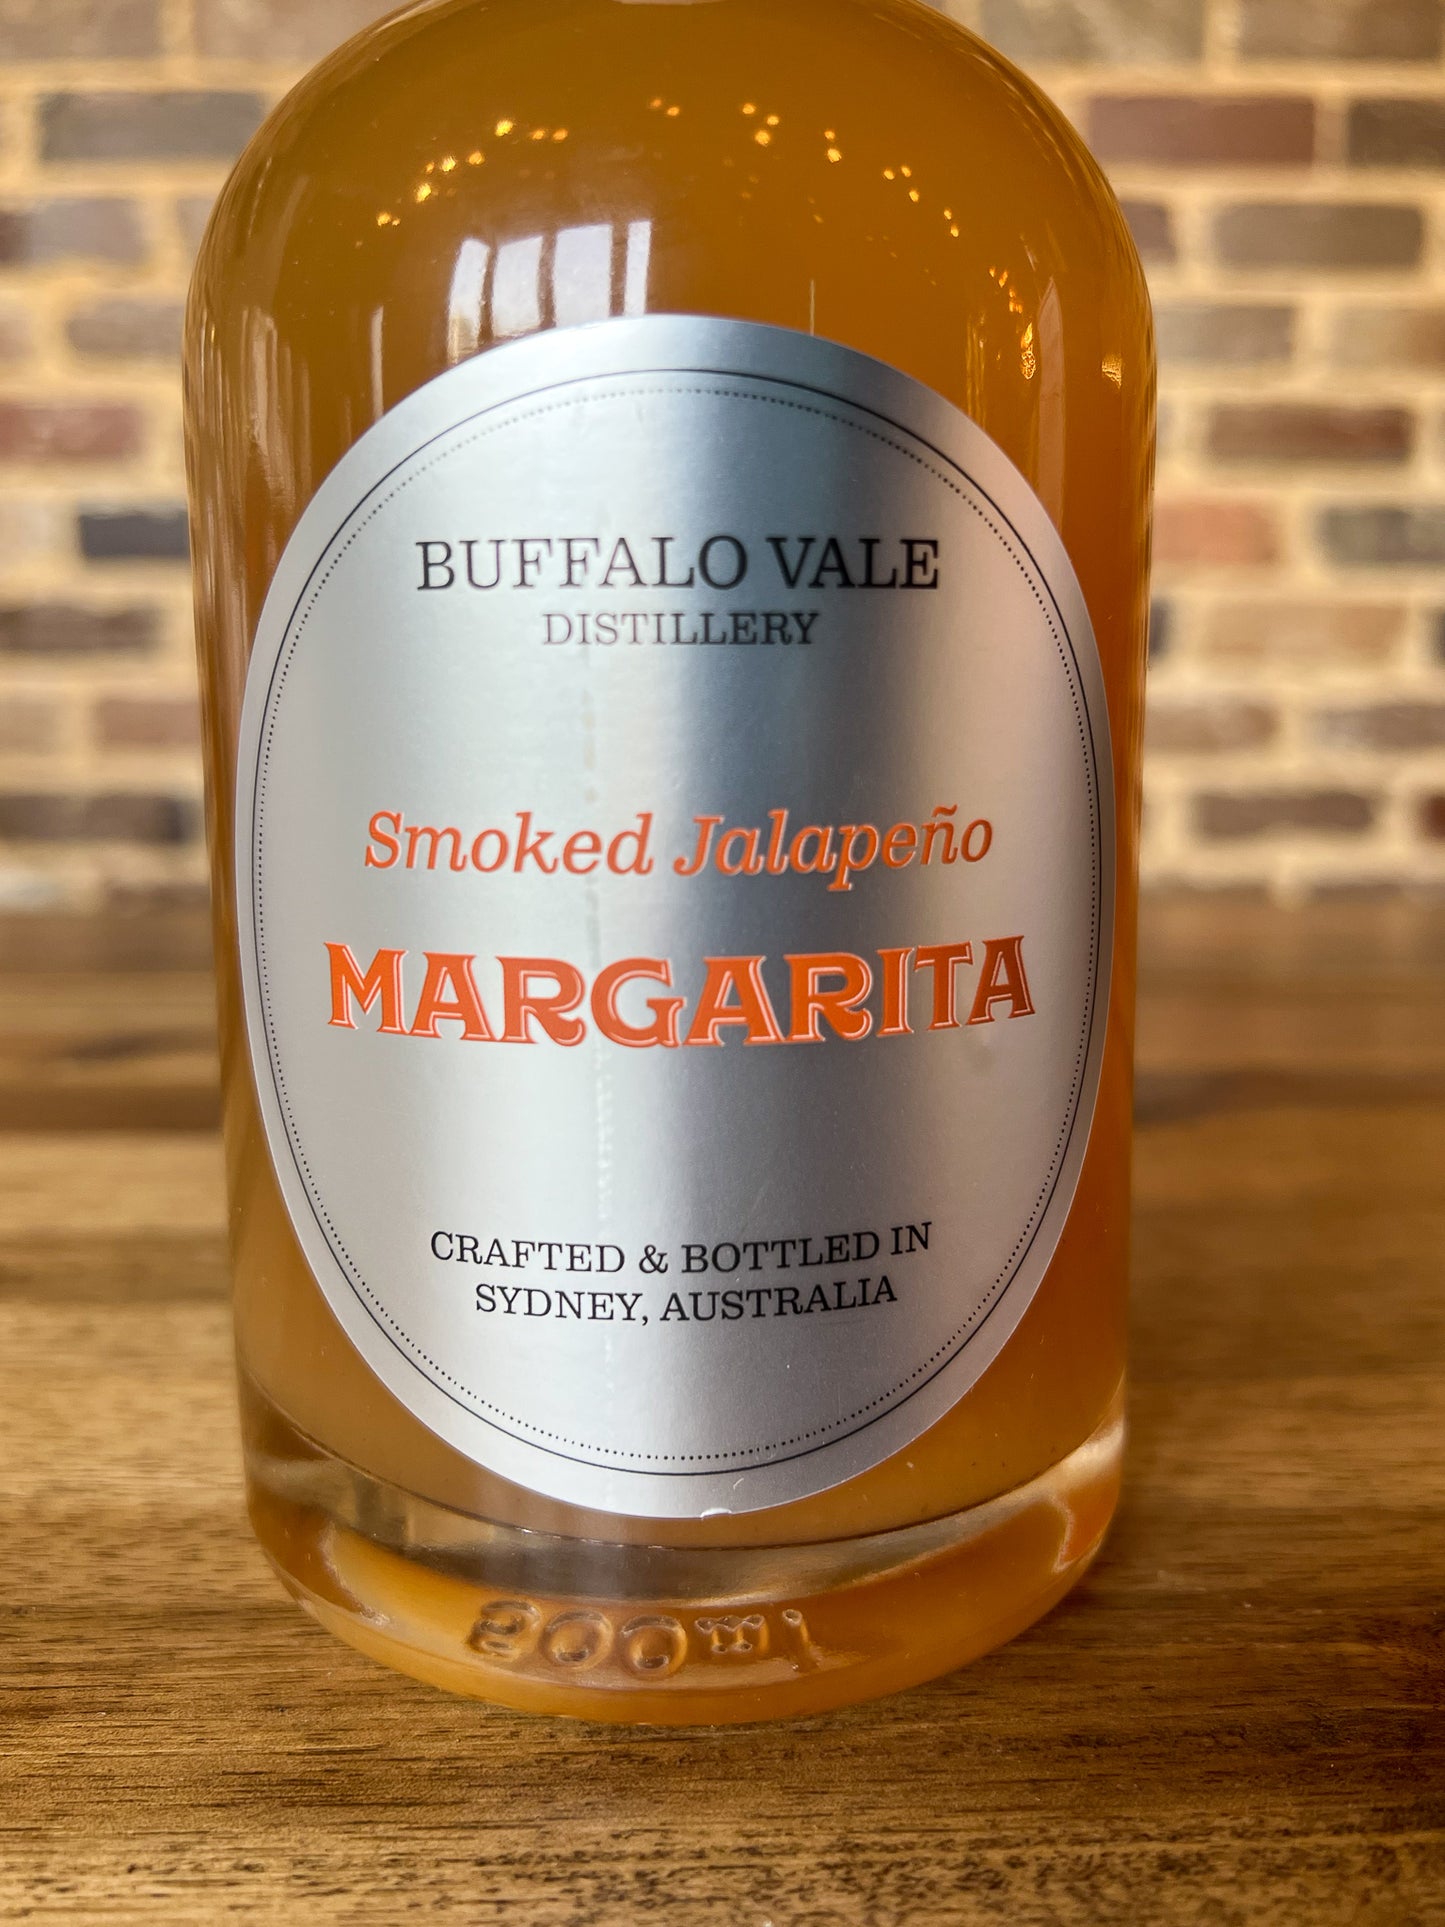 BUFFALO VALE
DISTILLERY
Smoked Jalapeño
MARGARITA
CRAFTED & BOTTLED IN
SYDNEY, AUSTRALIA